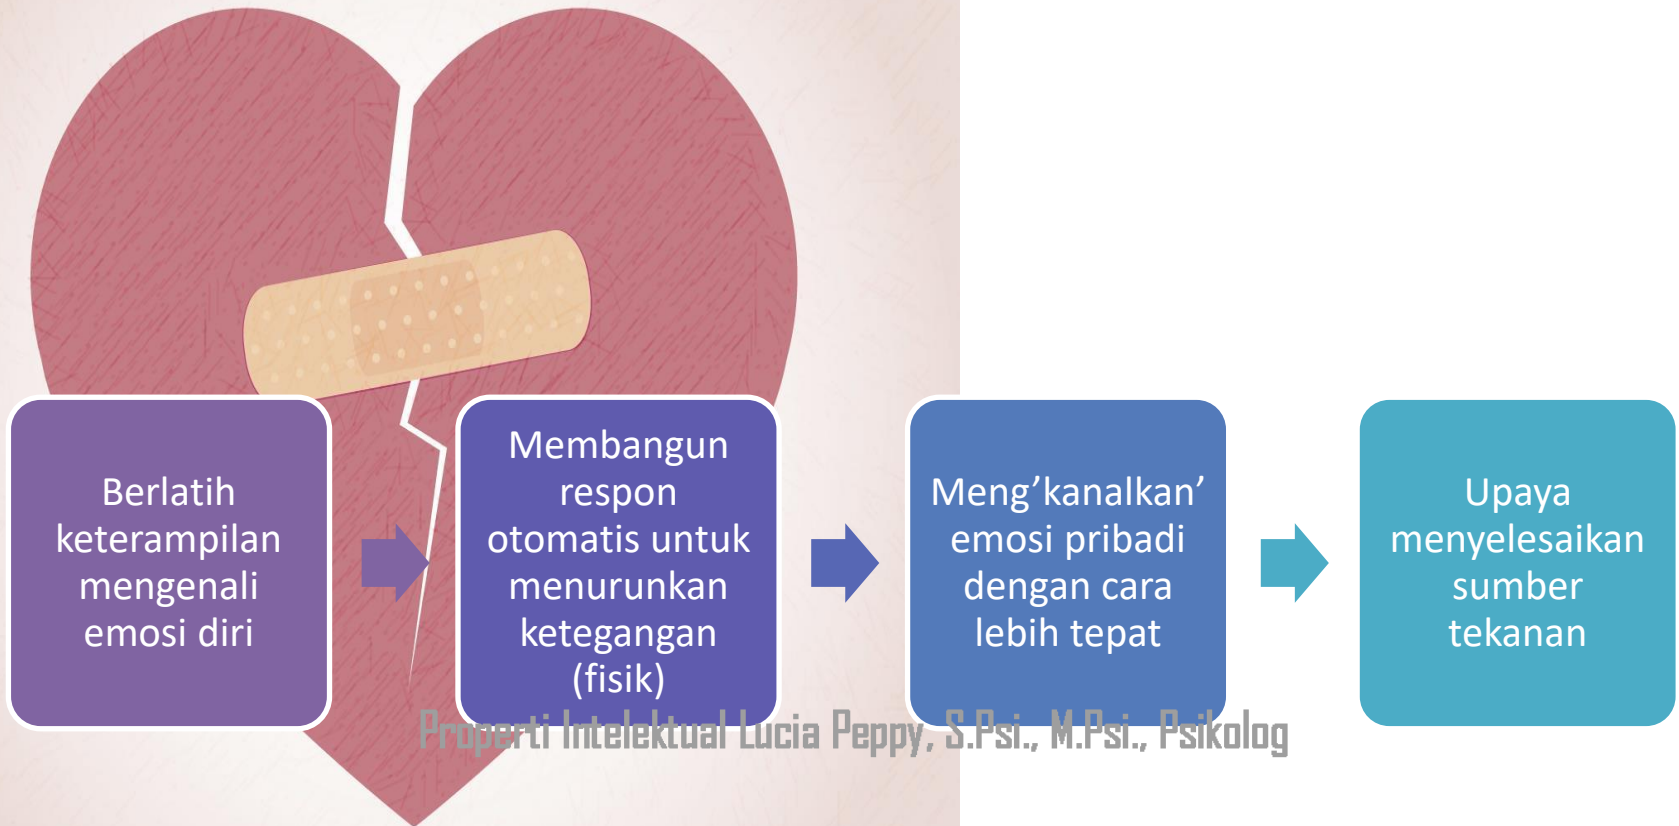 Berlatih
keterampilan
mengenali
emosi diri
Membangun
respon
otomatis untuk
menurunkan
ketegangan
(fisik)
Meng’kanalkan’
emosi pribadi
dengan cara
lebih tepat
Upaya
menyelesaikan
sumber
tekanan
Properti Intelektual Lucia Peppy, S.Psi., M.Psi., Psikolog